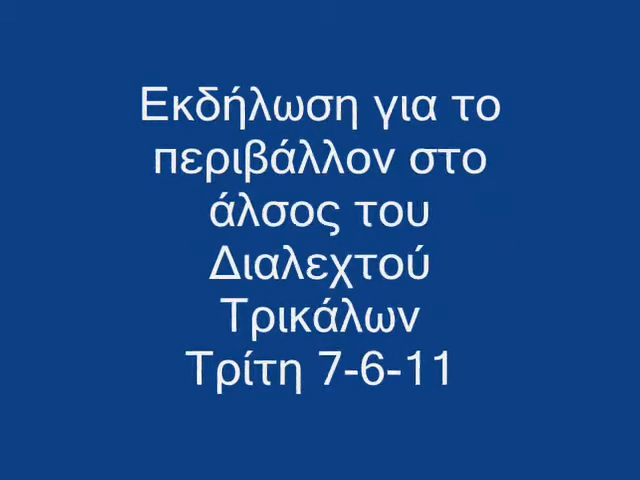 Εκδήλωση για το
περιβάλλον στο
άλσος του
Διαλεχτού
Τρικάλων
Τρίτη 7-6-11